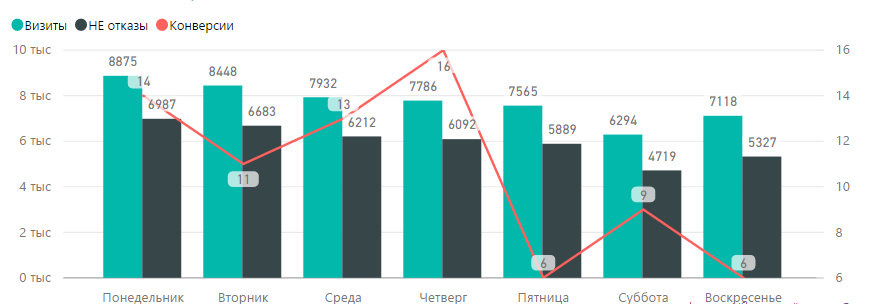 Визиты НЕ отказы Конверсии
10 тыс 16
8875
14
8448
7932
7786
16
7565
8 тыс 14
6987
6683
13
6212
6092
6294
7118
6 тыс 12
5889
5327
4719
4 тыс 11 9 10
2 тыс 8
6 6
0 тыс 6
Понедельник Вторник Среда Четверг Пятница Суббота Воскресенье